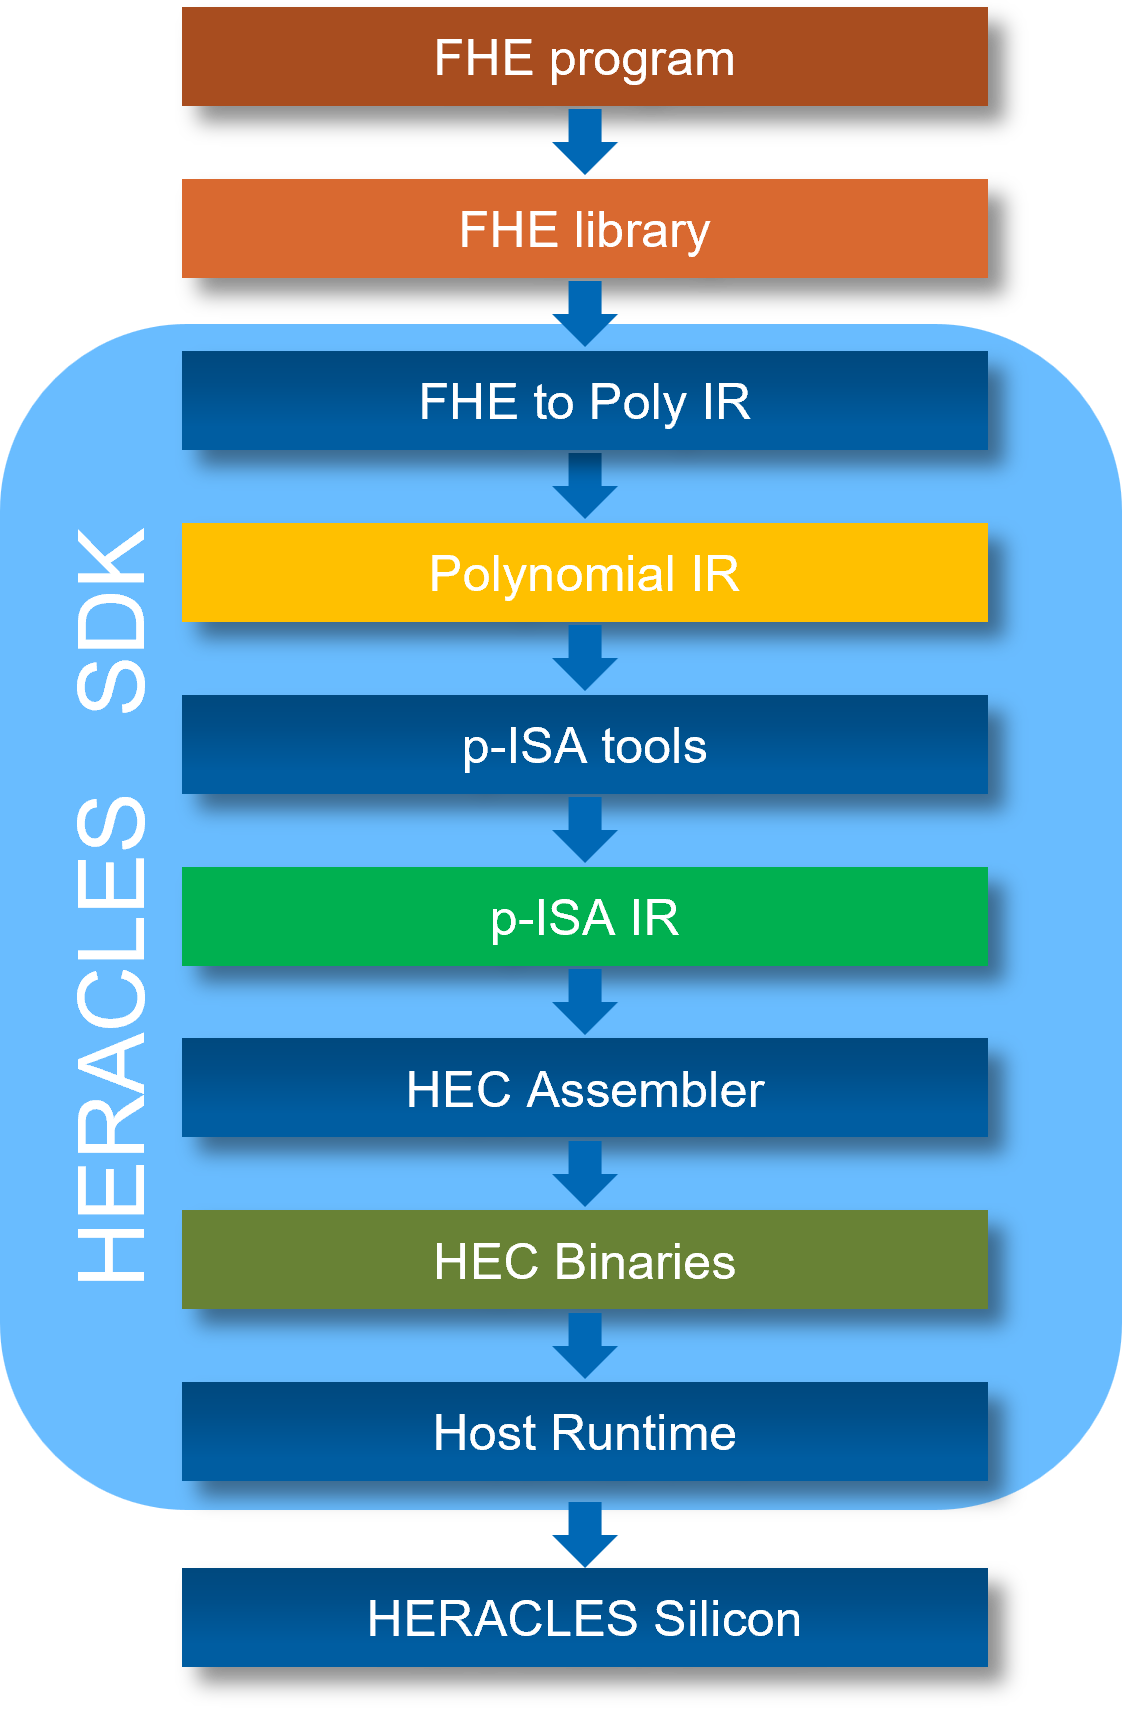 FHE program
FHE library
FHE to Poly IR
Polynomial IR
p-ISA tools
p-ISA IR
HEC Assembler
HEC Binaries
Host Runtime
HERACLES SDK
HERACLES Silicon